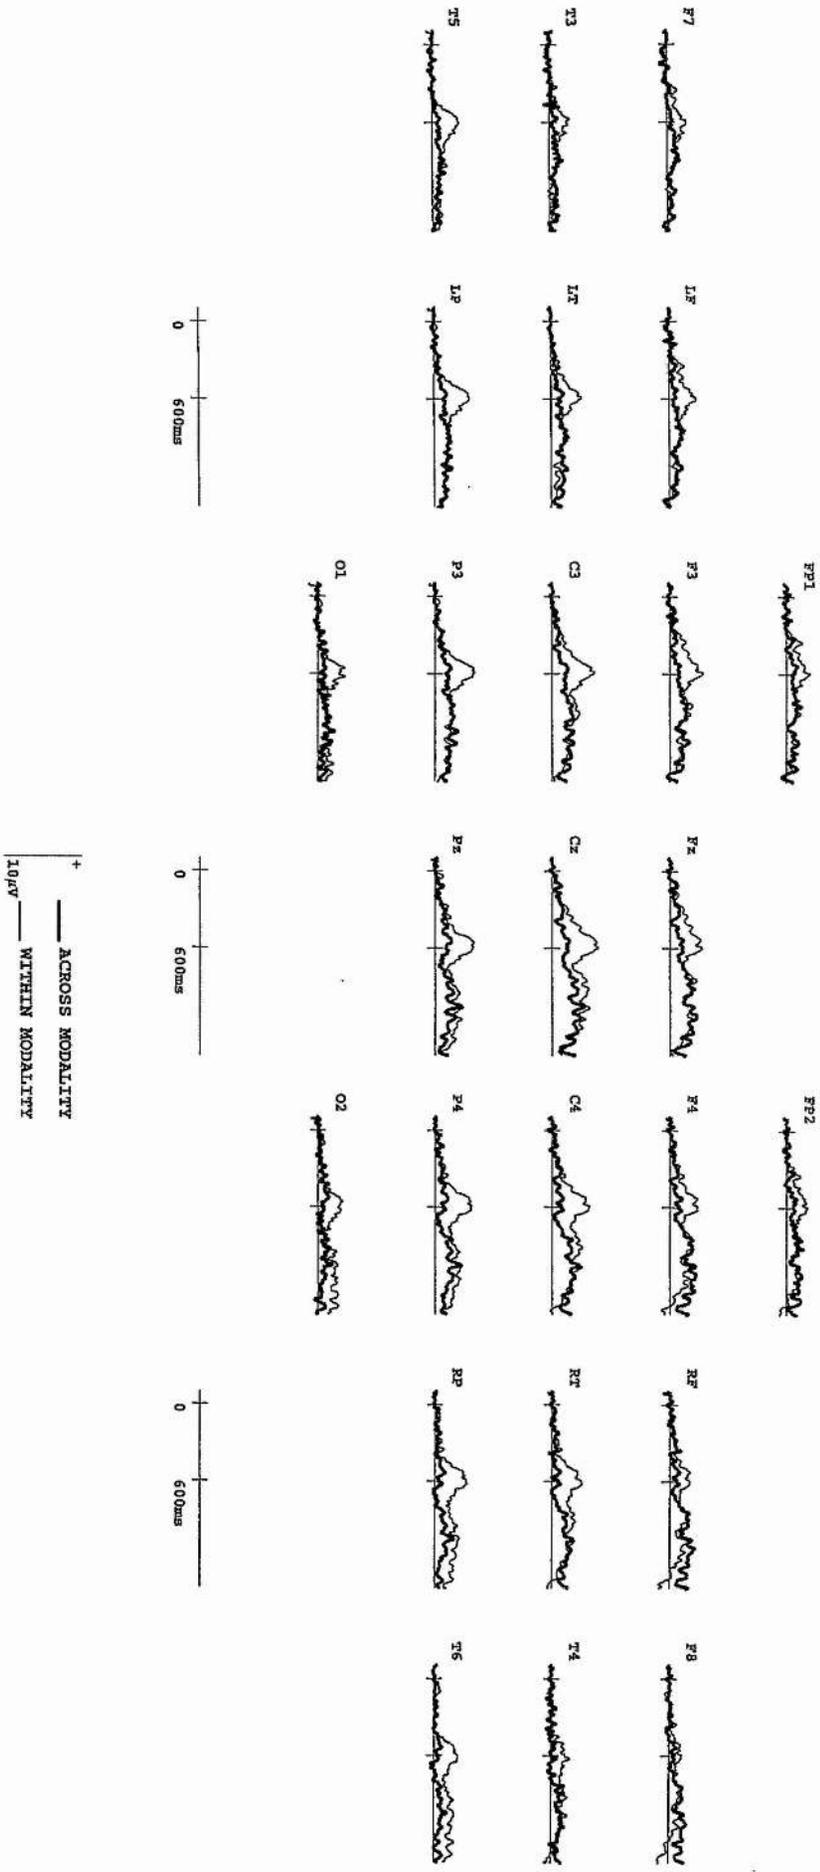 FP1
FP2
F7
LF
F3
Fz
F4
RF
F8
T3
LT
C3
Cz
C4
RT
T4
T5
LP
P3
Pz
P4
RP
T6
O1
O2
0 600ms
0 600ms
0 600ms
+
10μV
ACROSS MODALITY
WITHIN MODALITY